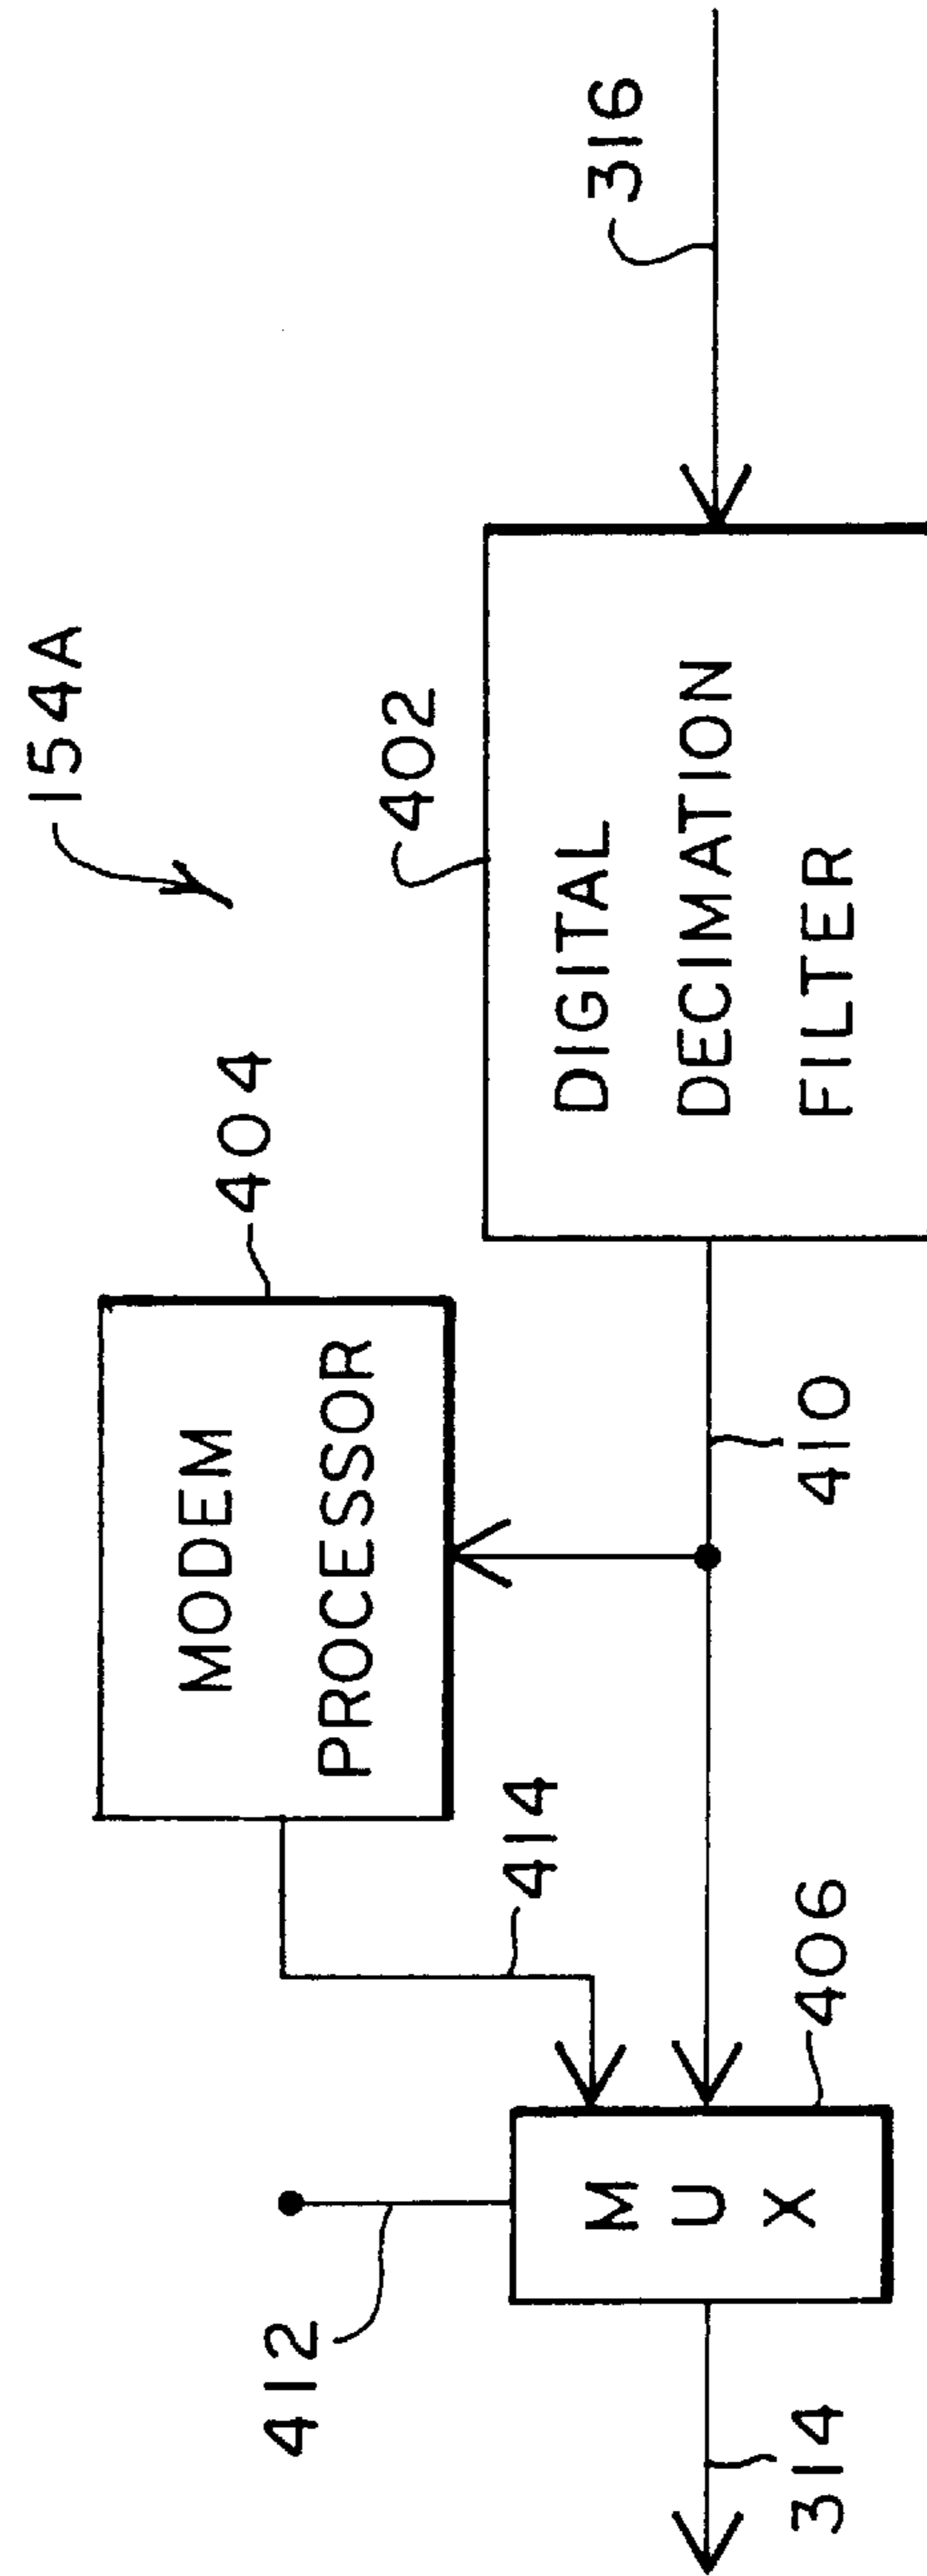 154A
316
402
DIGITAL
DECIMATION
FILTER
404
MODEM
PROCESSOR
410
414
406
MUX
412
314